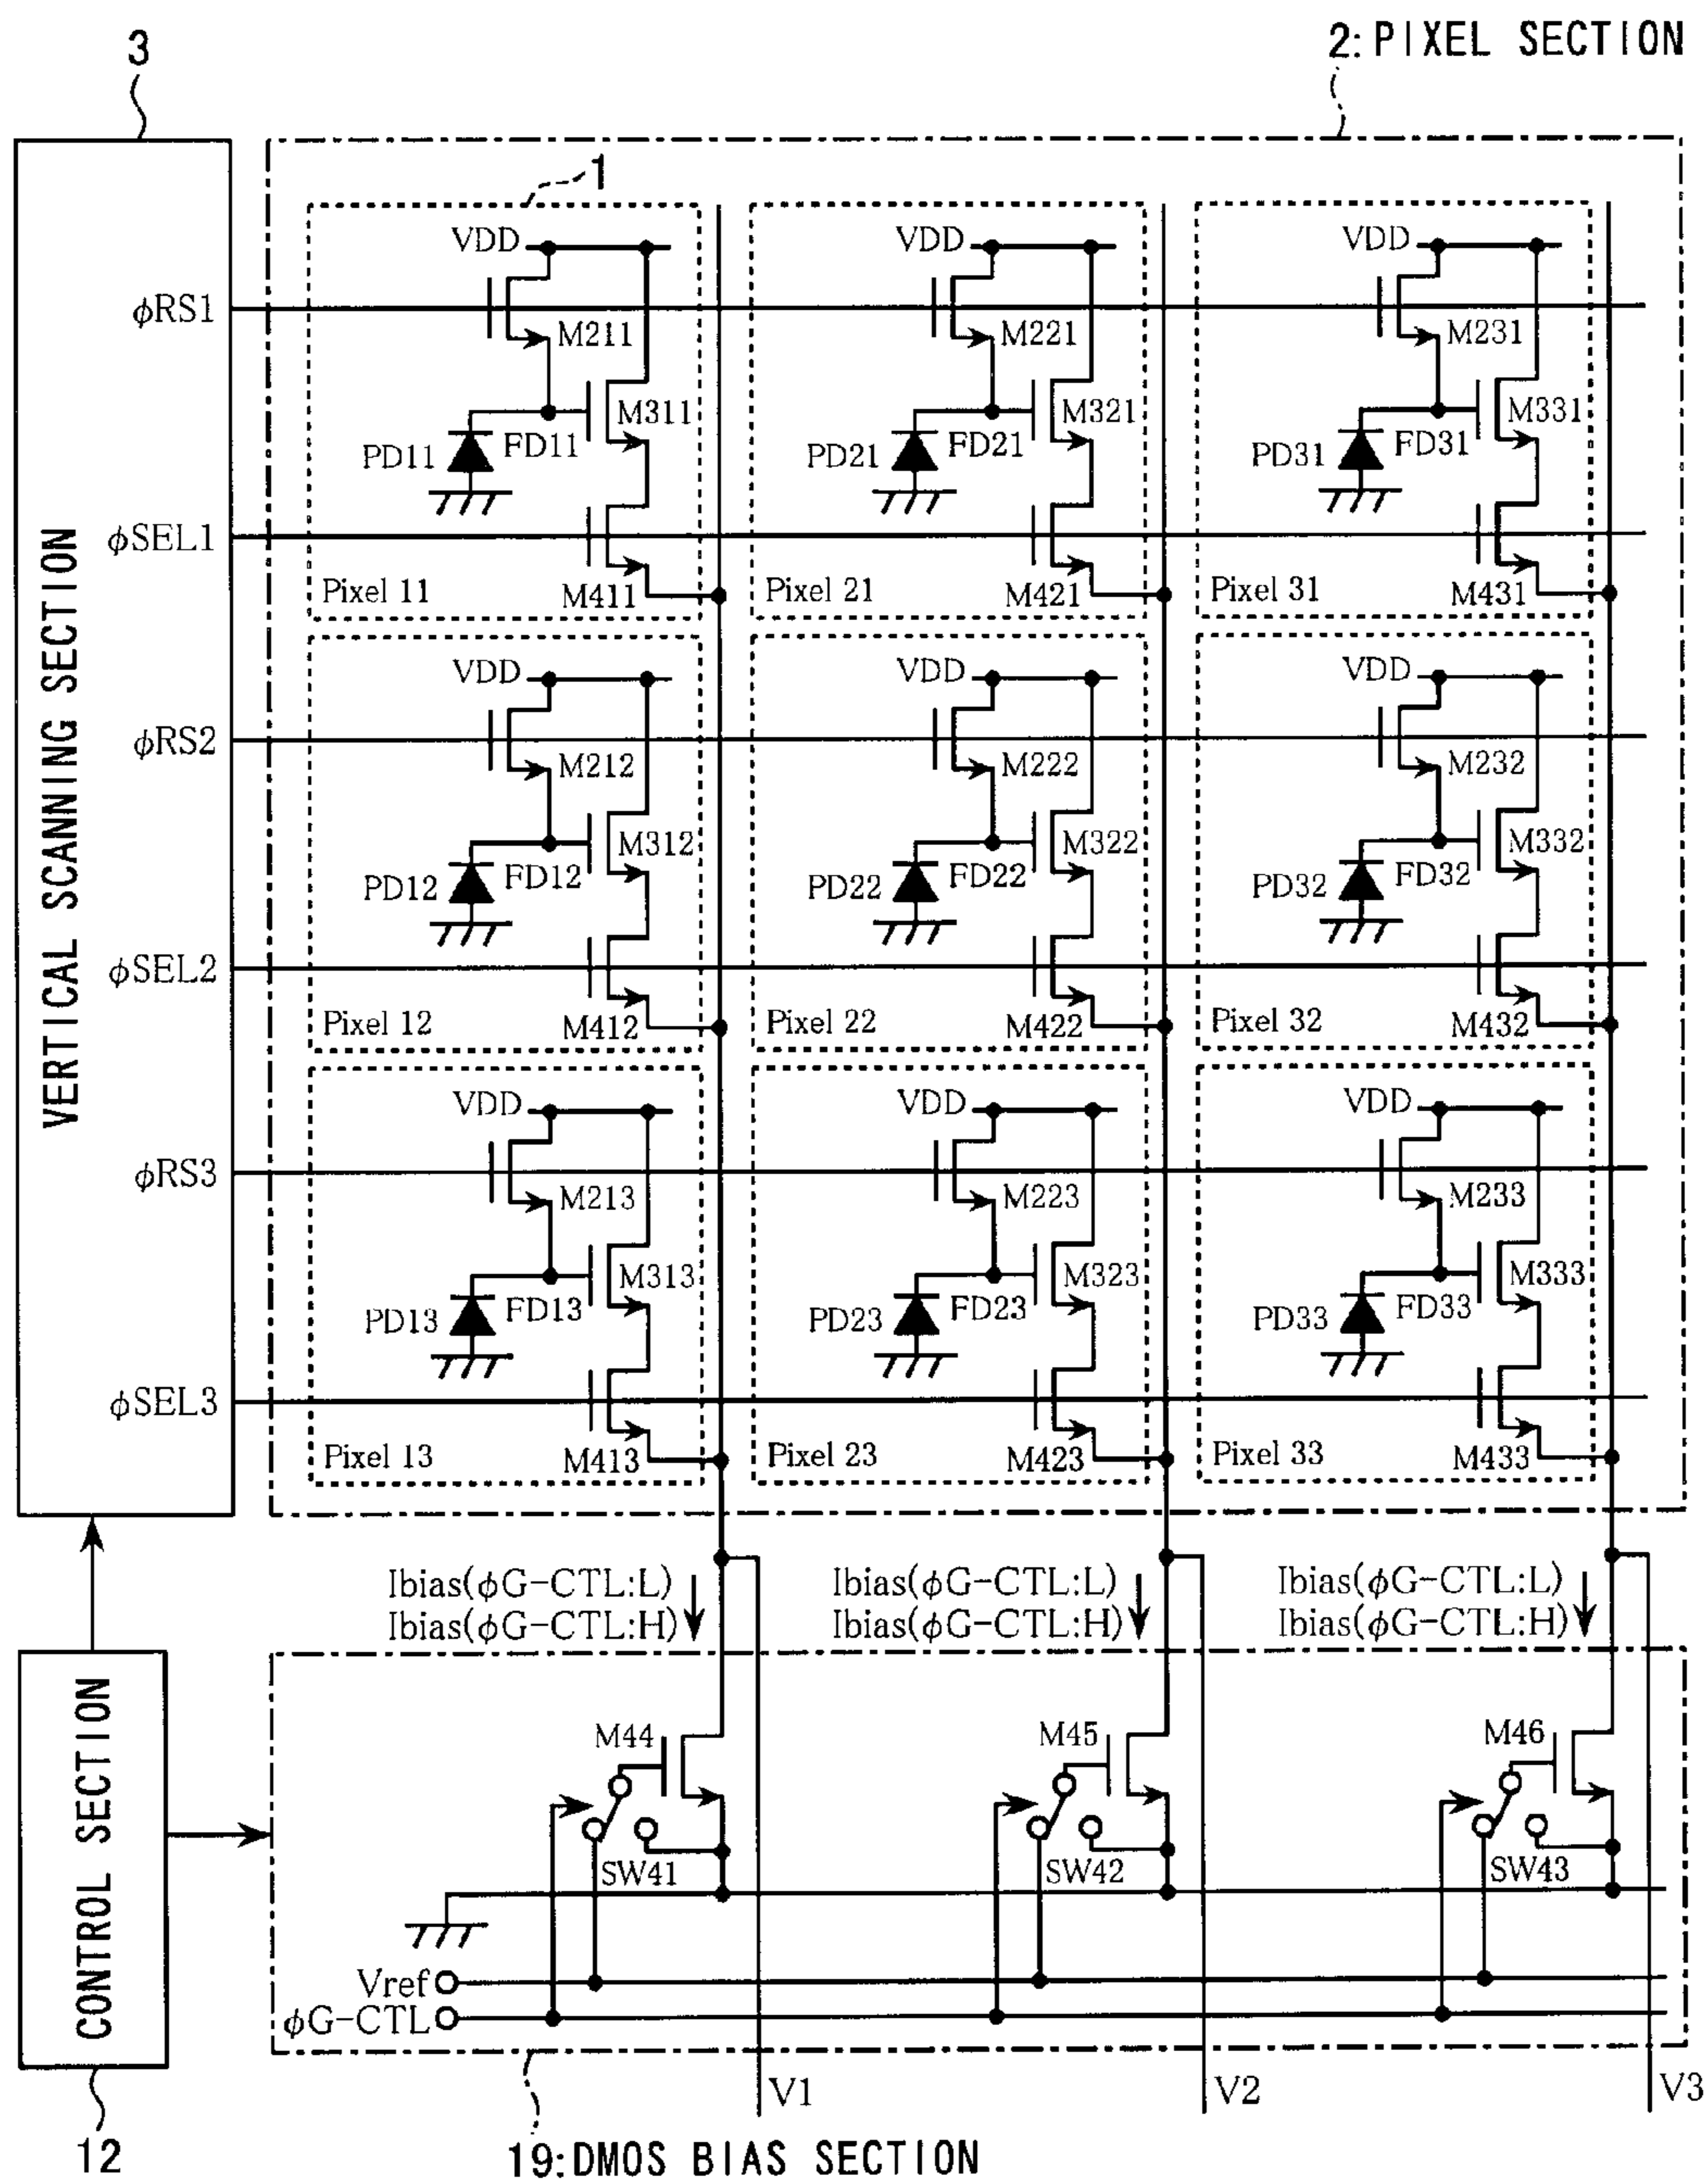 3
2: PIXEL SECTION
1
VERTICAL SCANNING SECTION
VDD VDD VDD
φRS1
M211 M221 M231
M311 M321 M331
PD11 FD11 PD21 FD21 PD31 FD31
φSEL1
Pixel 11 M411 Pixel 21 M421 Pixel 31 M431
VDD VDD VDD
φRS2
M212 M222 M232
M312 M322 M332
PD12 FD12 PD22 FD22 PD32 FD32
φSEL2
Pixel 12 M412 Pixel 22 M422 Pixel 32 M432
VDD VDD VDD
φRS3
M213 M223 M233
M313 M323 M333
PD13 FD13 PD23 FD23 PD33 FD33
φSEL3
Pixel 13 M413 Pixel 23 M423 Pixel 33 M433
Ibias(φG-CTL:L) Ibias(φG-CTL:L) Ibias(φG-CTL:L)
Ibias(φG-CTL:H) Ibias(φG-CTL:H) Ibias(φG-CTL:H)
CONTROL SECTION
M44 M45 M46
SW41 SW42 SW43
Vref
φG-CTL
V1 V2 V3
12
19:DMOS BIAS SECTION